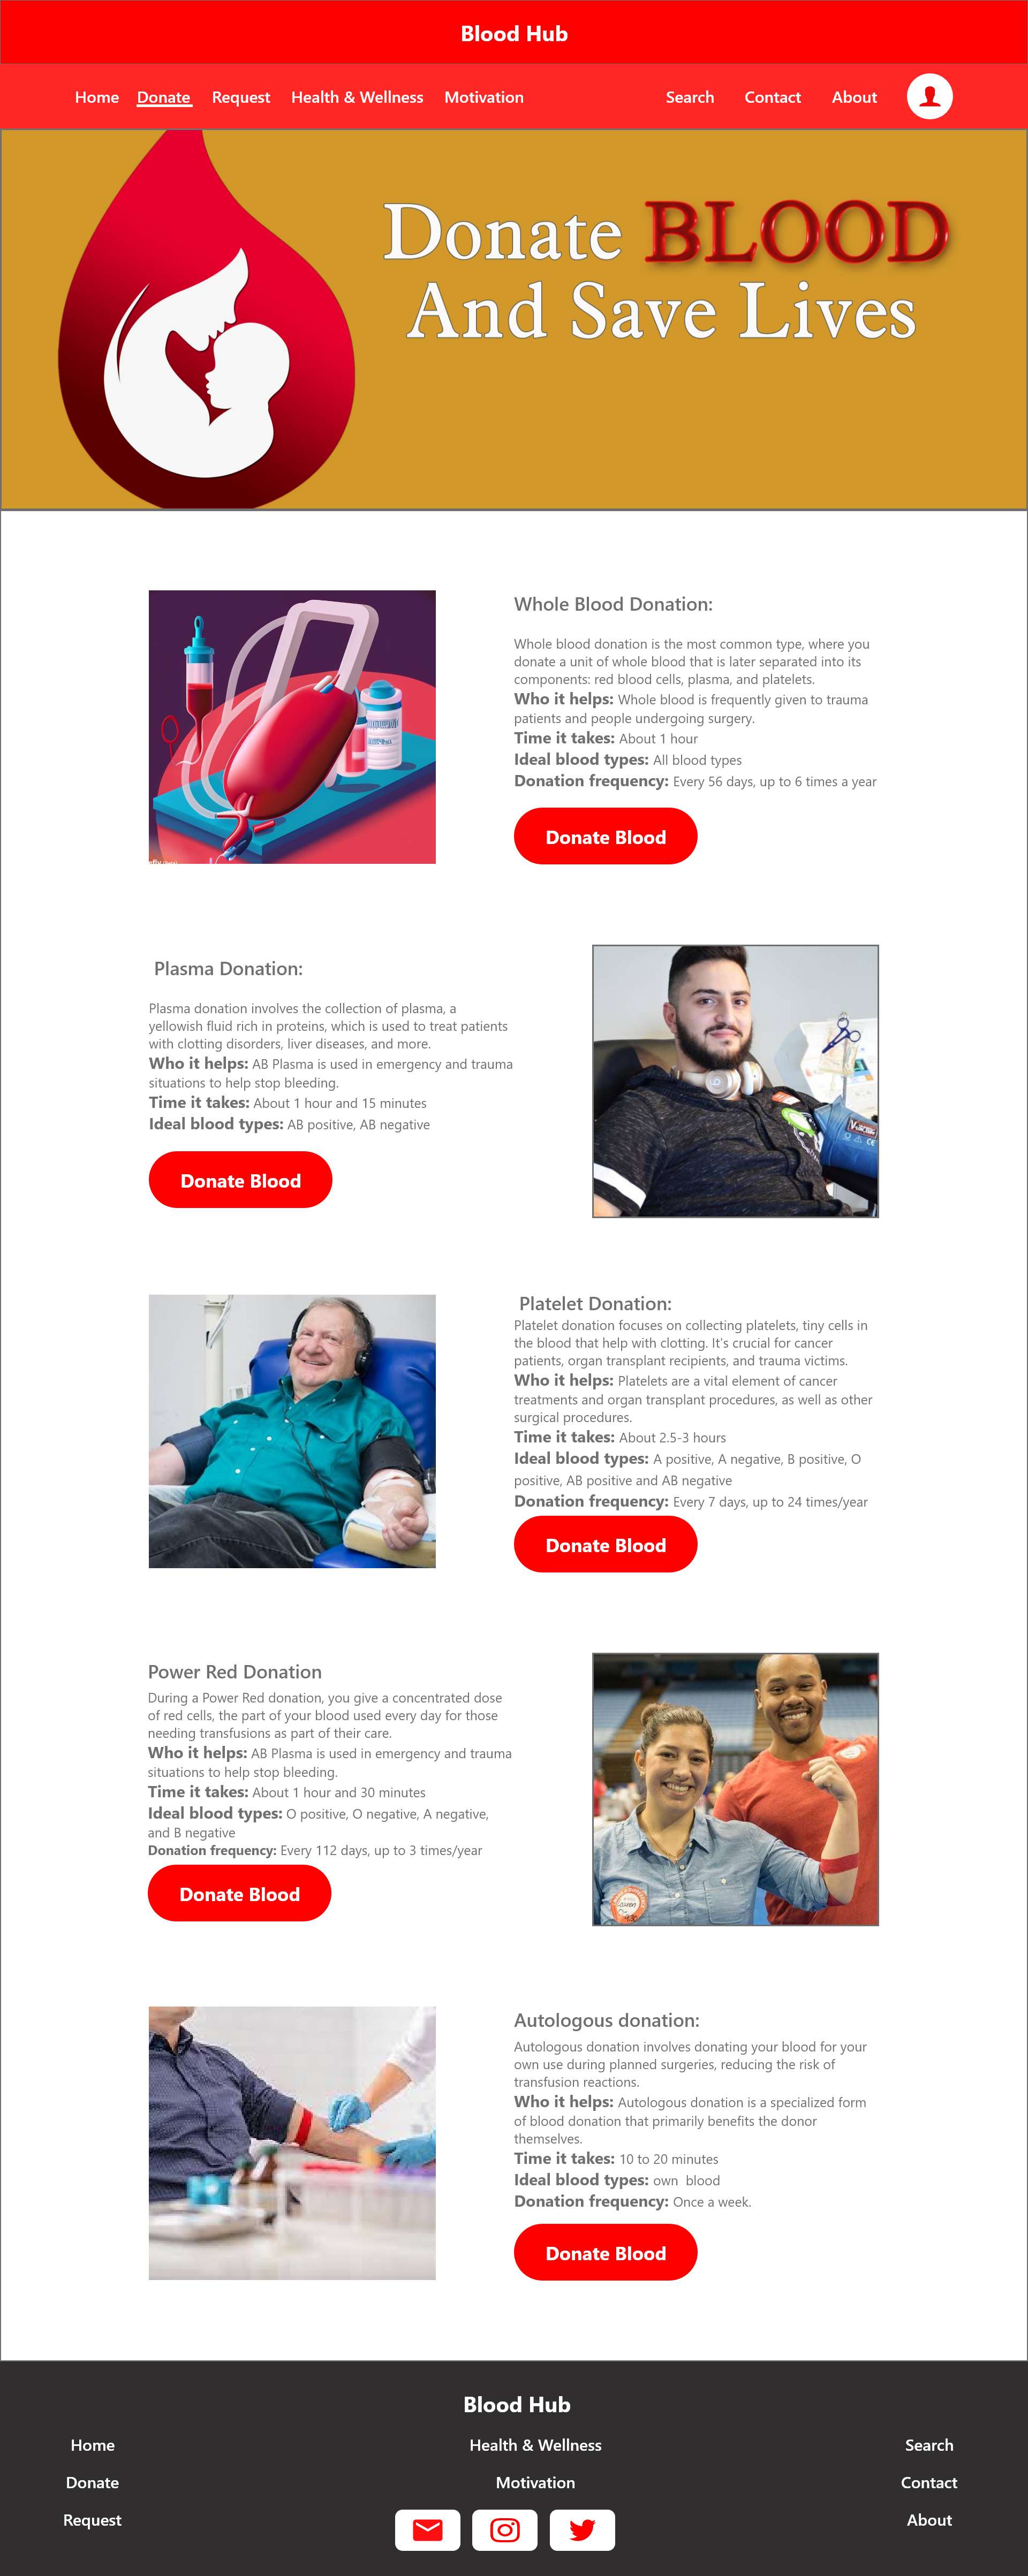 Blood Hub
Home Donate Request Health & Wellness Motivation Search Contact About
Donate BLOOD
And Save Lives
Whole Blood Donation:
Whole blood donation is the most common type, where you
donate a unit of whole blood that is later separated into its
components: red blood cells, plasma, and platelets.
Who it helps: Whole blood is frequently given to trauma
patients and people undergoing surgery.
Time it takes: About 1 hour
Ideal blood types: All blood types
Donation frequency: Every 56 days, up to 6 times a year
Donate Blood
Plasma Donation:
Plasma donation involves the collection of plasma, a
yellowish fluid rich in proteins, which is used to treat patients
with clotting disorders, liver diseases, and more.
Who it helps: AB Plasma is used in emergency and trauma
situations to help stop bleeding.
Time it takes: About 1 hour and 15 minutes
Ideal blood types: AB positive, AB negative
Donate Blood
Platelet Donation:
Platelet donation focuses on collecting platelets, tiny cells in
the blood that help with clotting. It's crucial for cancer
patients, organ transplant recipients, and trauma victims.
Who it helps: Platelets are a vital element of cancer
treatments and organ transplant procedures, as well as other
surgical procedures.
Time it takes: About 2.5-3 hours
Ideal blood types: A positive, A negative, B positive, O
positive, AB positive and AB negative
Donation frequency: Every 7 days, up to 24 times/year
Donate Blood
Power Red Donation
During a Power Red donation, you give a concentrated dose
of red cells, the part of your blood used every day for those
needing transfusions as part of their care.
Who it helps: AB Plasma is used in emergency and trauma
situations to help stop bleeding.
Time it takes: About 1 hour and 30 minutes
Ideal blood types: O positive, O negative, A negative,
and B negative
Donation frequency: Every 112 days, up to 3 times/year
Donate Blood
Autologous donation:
Autologous donation involves donating your blood for your
own use during planned surgeries, reducing the risk of
transfusion reactions.
Who it helps: Autologous donation is a specialized form
of blood donation that primarily benefits the donor
themselves.
Time it takes: 10 to 20 minutes
Ideal blood types: own blood
Donation frequency: Once a week.
Donate Blood
Blood Hub
Home Health & Wellness Search
Donate Motivation Contact
Request About